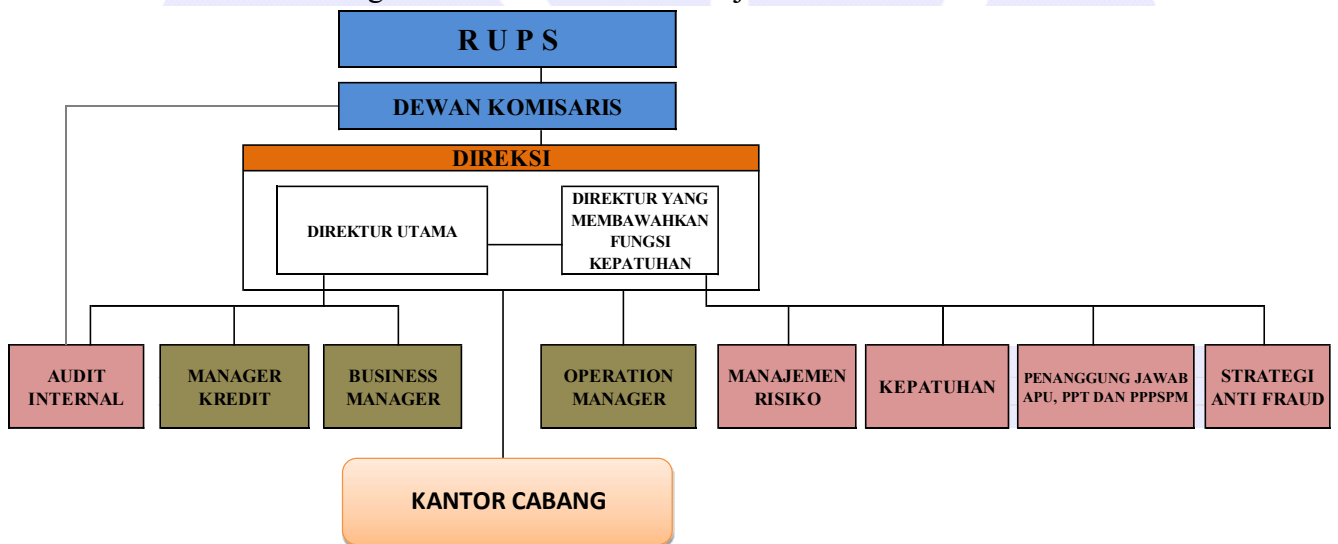 R U P S
DEWAN KOMISARIS
DIREKSI
DIREKTUR UTAMA
DIREKTUR YANG
MEMBAWAHKAN
FUNGSI
KEPATUHAN
AUDIT
INTERNAL
MANAGER
KREDIT
BUSINESS
MANAGER
OPERATION
MANAGER
MANAJEMEN
RISIKO
KEPATUHAN
PENANGGUNG JAWAB
APU, PPT DAN PPPSPM
STRATEGI
ANTI FRAUD
KANTOR CABANG